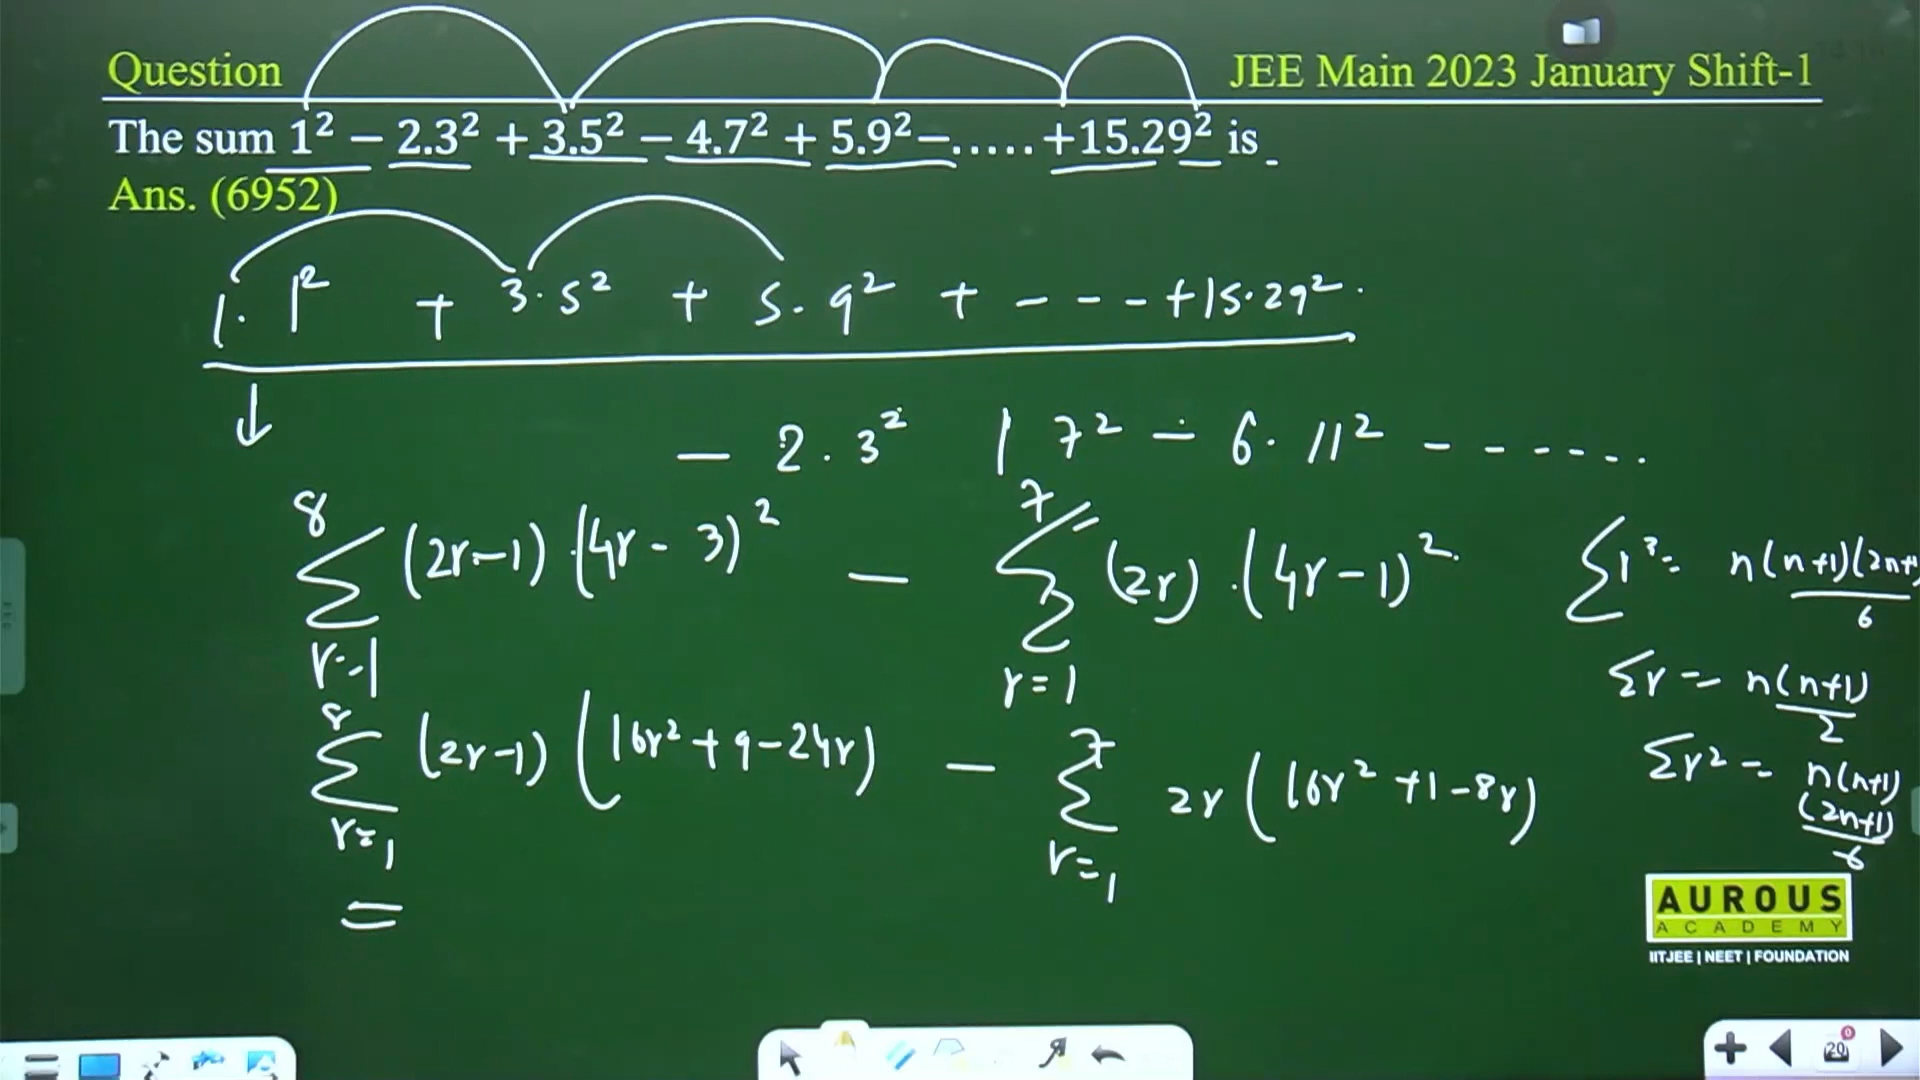 Question
JEE Main 2023 January Shift-1
The sum 1² − 2.3² + 3.5² − 4.7² + 5.9² −..... +15.29² is
Ans. (6952)
1. 1² + 3.5² + 5.9² + - - - +15.29².
− 2.3² 7² − 6.11² - - - - - -
8 7
∑ (2r−1).(4r−3)² − ∑ (2r).(4r−1)².
r=1 r=1
8 7
∑ (2r−1)(16r²+9−24r) − ∑ 2r(16r²+1−8r)
r=1 r=1
=
n(n+1)(2n+
6
∑r = n(n+1)
2
∑r² = n(n+1)
(2n+1)
6
AUROUS
ACADEMY
IITJEE | NEET | FOUNDATION
20
0